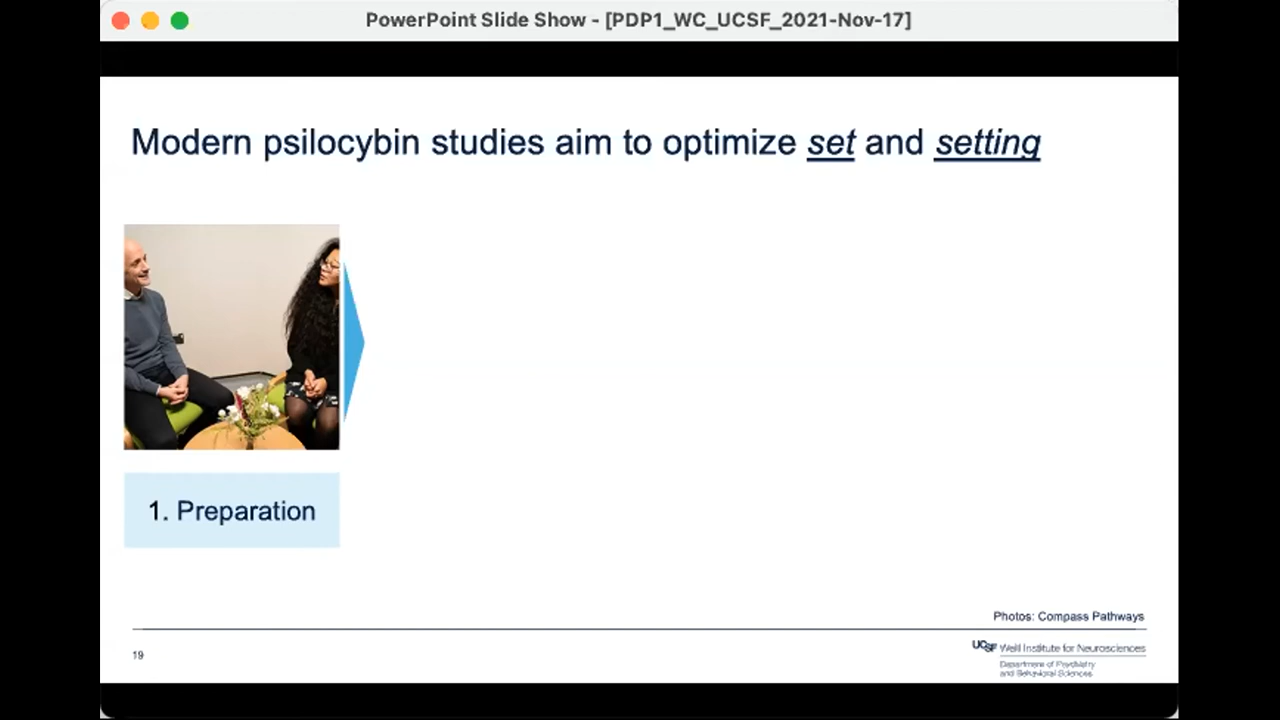 PowerPoint Slide Show - [PDP1_WC_UCSF_2021-Nov-17]
Modern psilocybin studies aim to optimize set and setting
1. Preparation
Photos: Compass Pathways
19
UCSF Weill Institute for Neurosciences
Department of Psychiatry
and Behavioral Sciences